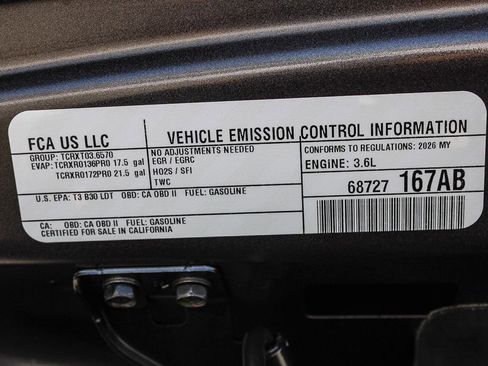 FCA US LLC
VEHICLE EMISSION CONTROL INFORMATION
GROUP: TCRXT03.6570
EVAP: TCRXR0136PR0 17.5 gal
TCRXR0172PR0 21.5 gal
NO ADJUSTMENTS NEEDED
EGR / EGRC
HO2S / SFI
TWC
CONFORMS TO REGULATIONS: 2026 MY
ENGINE: 3.6L
68727 167AB
U.S. EPA: T3 B30 LDT OBD: CA OBD II FUEL: GASOLINE
CA: OBD: CA OBD II FUEL: GASOLINE
CERTIFIED FOR SALE IN CALIFORNIA